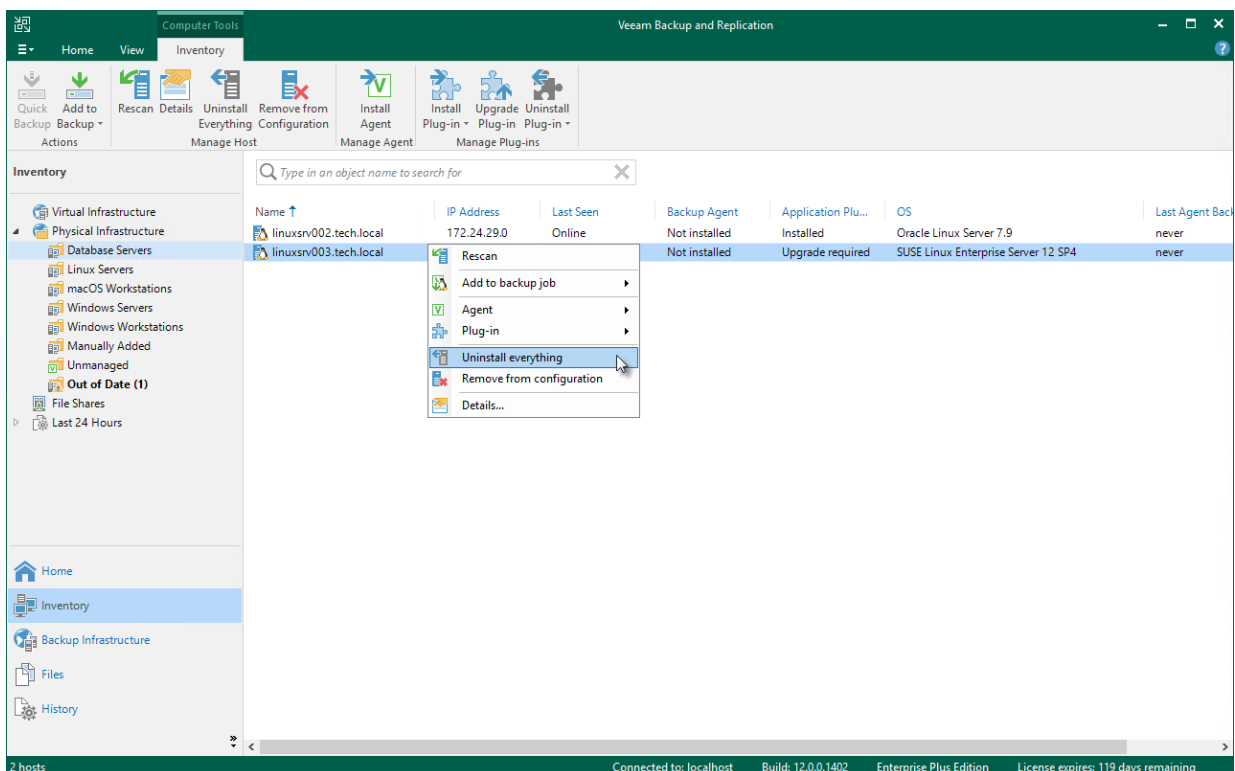 Computer Tools
Veeam Backup and Replication
Home View Inventory
Quick Backup
Add to Backup
Rescan
Details
Uninstall Everything
Remove from Configuration
Install Agent
Install Plug-in
Upgrade Plug-in
Uninstall Plug-in
Actions
Manage Host
Manage Agent
Manage Plug-ins
Inventory
Type in an object name to search for
Virtual Infrastructure
Physical Infrastructure
Database Servers
Linux Servers
macOS Workstations
Windows Servers
Windows Workstations
Manually Added
Unmanaged
Out of Date (1)
File Shares
Last 24 Hours
Name IP Address Last Seen Backup Agent Application Plu... OS Last Agent Back
linuxsrv002.tech.local 172.24.29.0 Online Not installed Installed Oracle Linux Server 7.9 never
linuxsrv003.tech.local Not installed Upgrade required SUSE Linux Enterprise Server 12 SP4 never
Rescan
Add to backup job
Agent
Plug-in
Uninstall everything
Remove from configuration
Details...
Home
Inventory
Backup Infrastructure
Files
History
2 hosts Connected to: localhost Build: 12.0.0.1402 Enterprise Plus Edition License expires: 119 days remaining